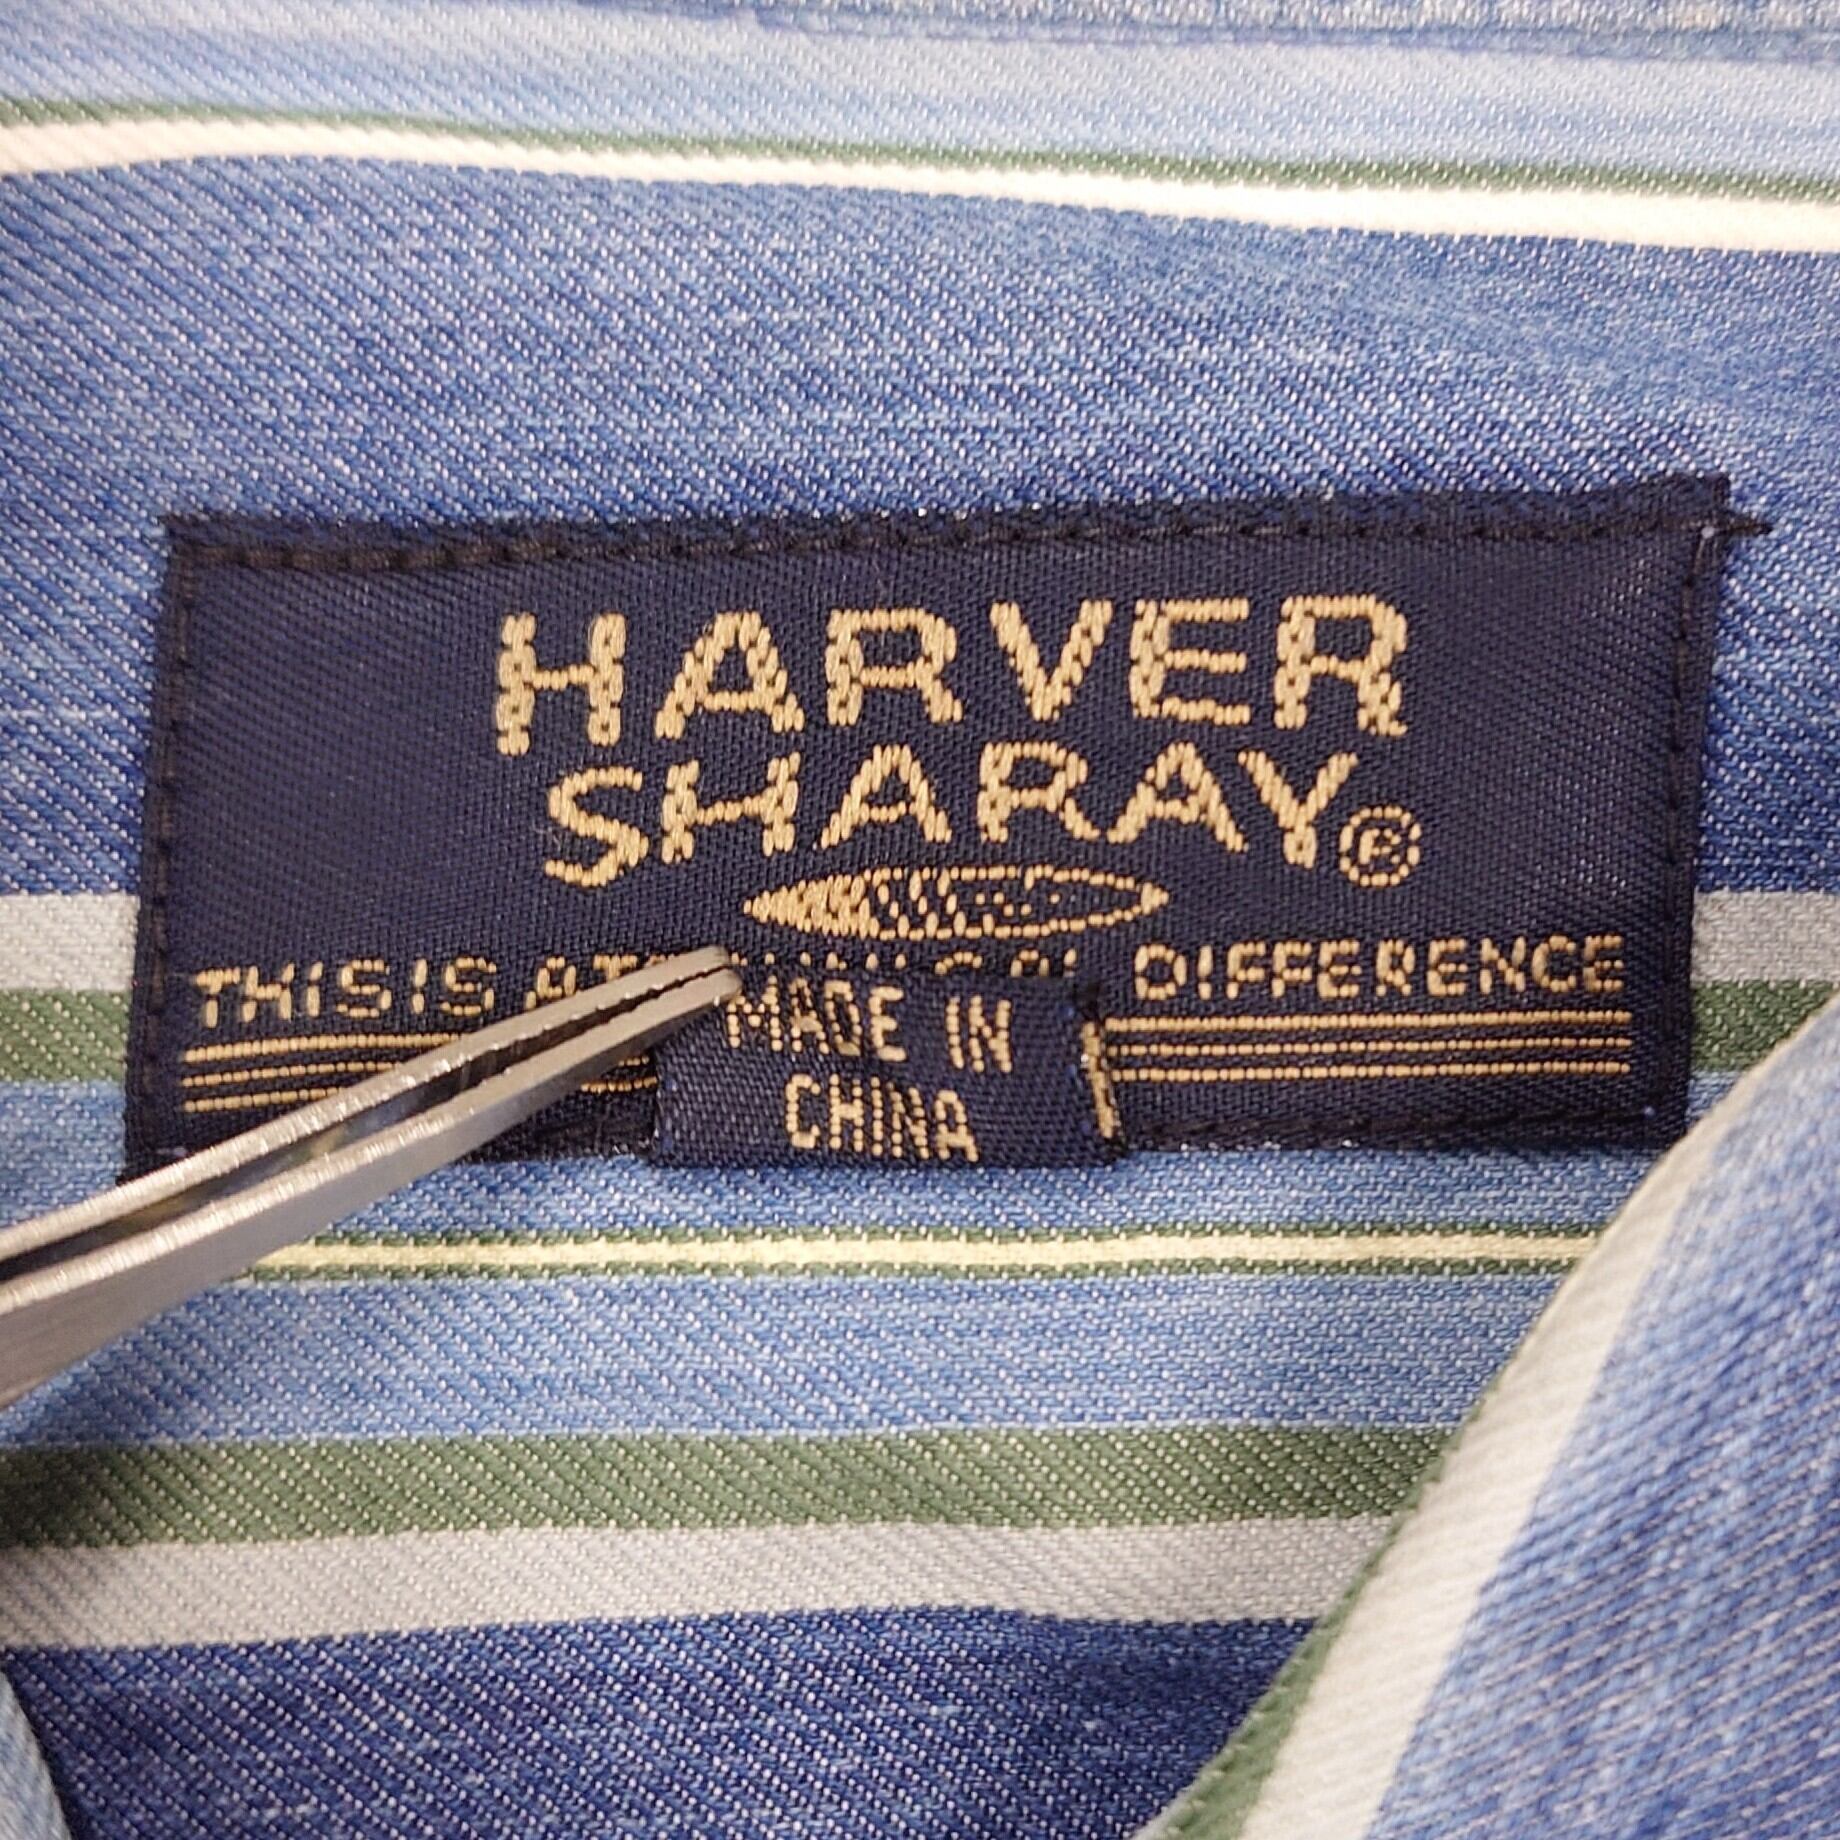 HARVER
SHARAY®
THIS IS DIFFERENCE
MADE IN
CHINA